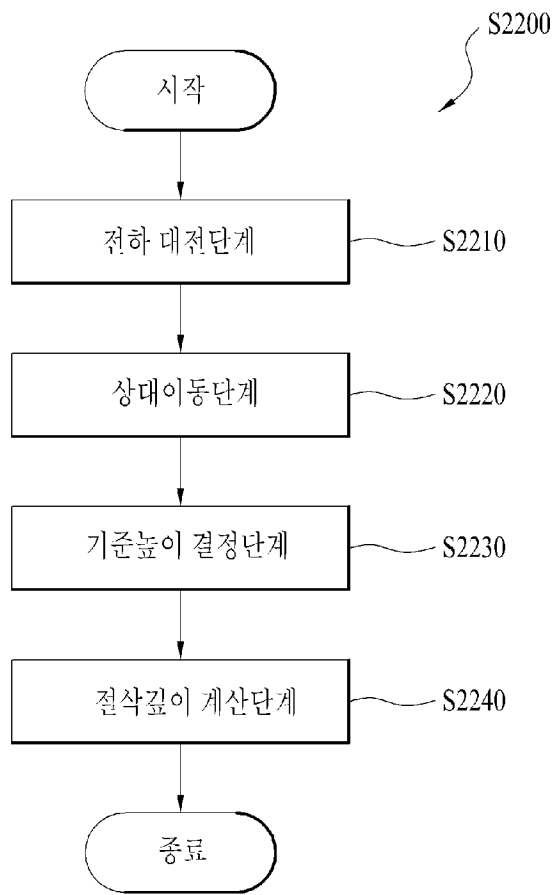 S2200
시작
전하 대전단계
S2210
상대이동단계
S2220
기준높이 결정단계
S2230
절삭깊이 계산단계
S2240
종료